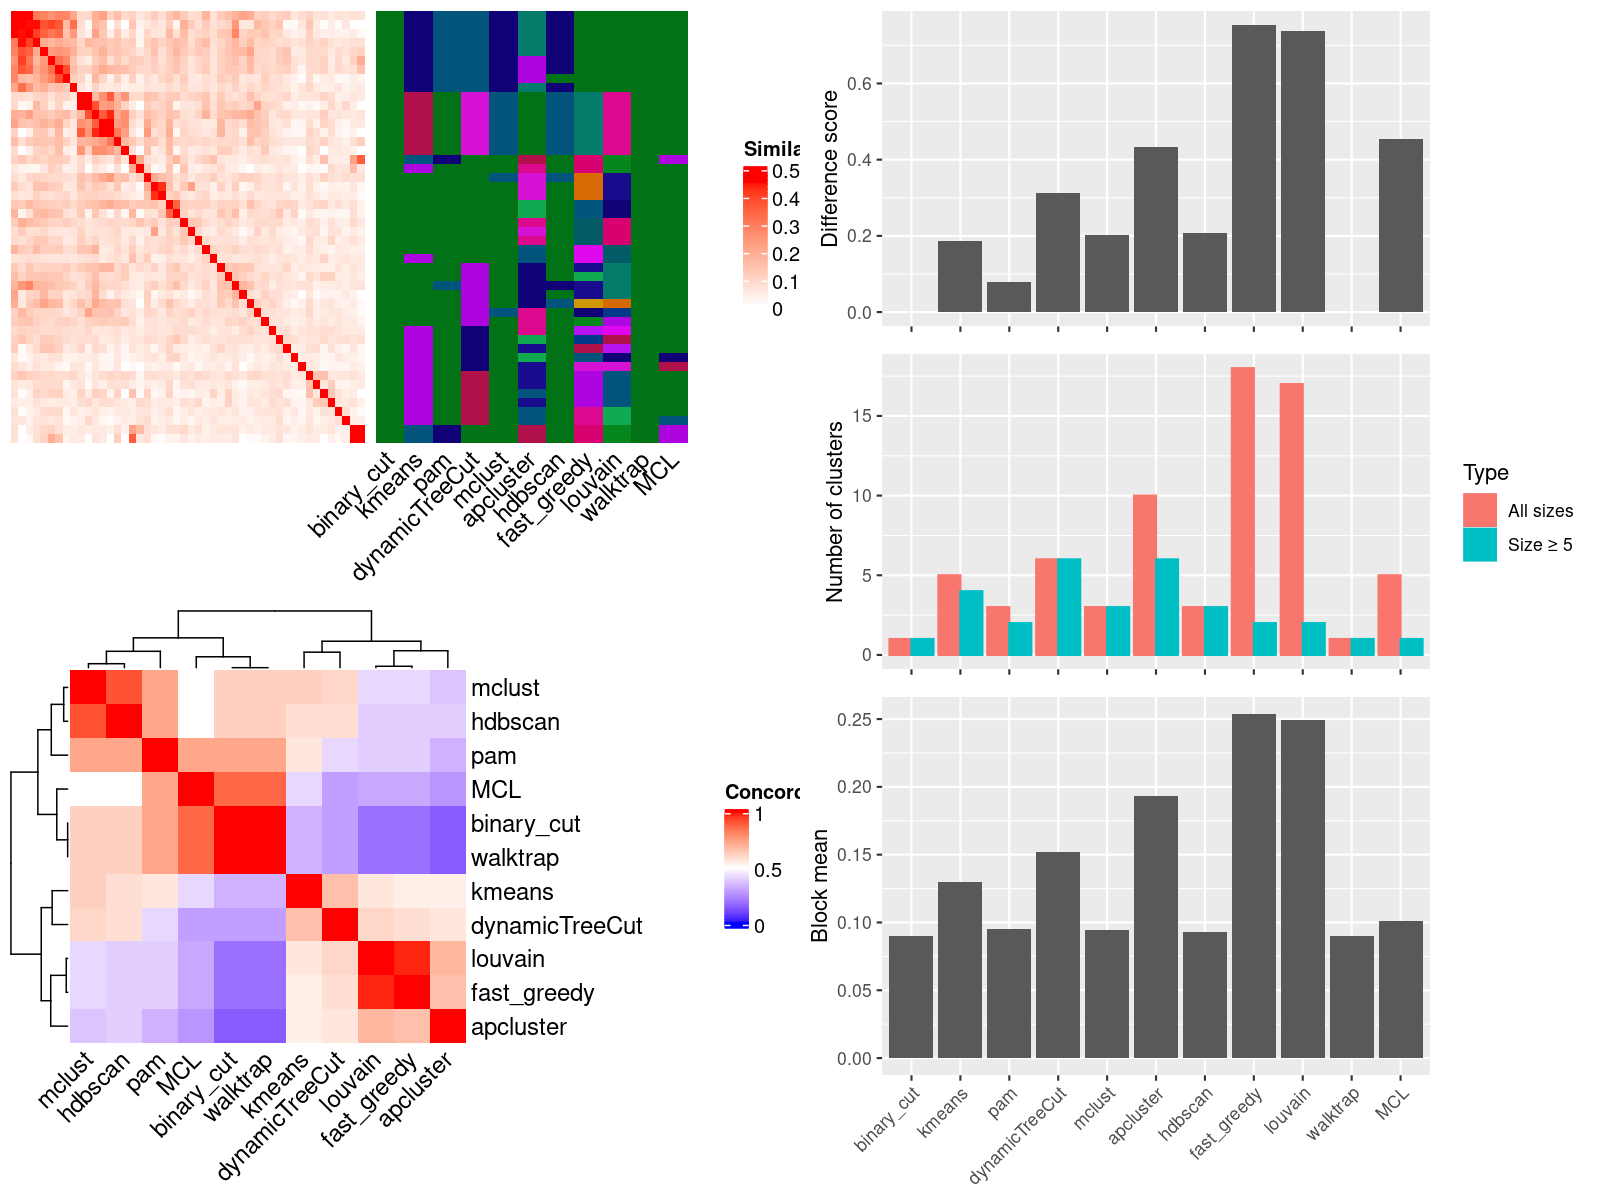 Simila
0.5
0.4
0.3
0.2
0.1
0
binary_cut
kmeans
pam
dynamicTreeCut
mclust
apcluster
hdbscan
fast_greedy
louvain
walktrap
MCL
mclust
hdbscan
pam
MCL
binary_cut
walktrap
kmeans
dynamicTreeCut
louvain
fast_greedy
apcluster
mclust
hdbscan
pam
MCL
binary_cut
walktrap
kmeans
dynamicTreeCut
louvain
fast_greedy
apcluster
Concord
1
0.5
0
Difference score
0.6
0.4
0.2
0.0
Number of clusters
15
10
5
0
Type
All sizes
Size ≥ 5
Block mean
0.25
0.20
0.15
0.10
0.05
0.00
binary_cut
kmeans
pam
dynamicTreeCut
mclust
apcluster
hdbscan
fast_greedy
louvain
walktrap
MCL